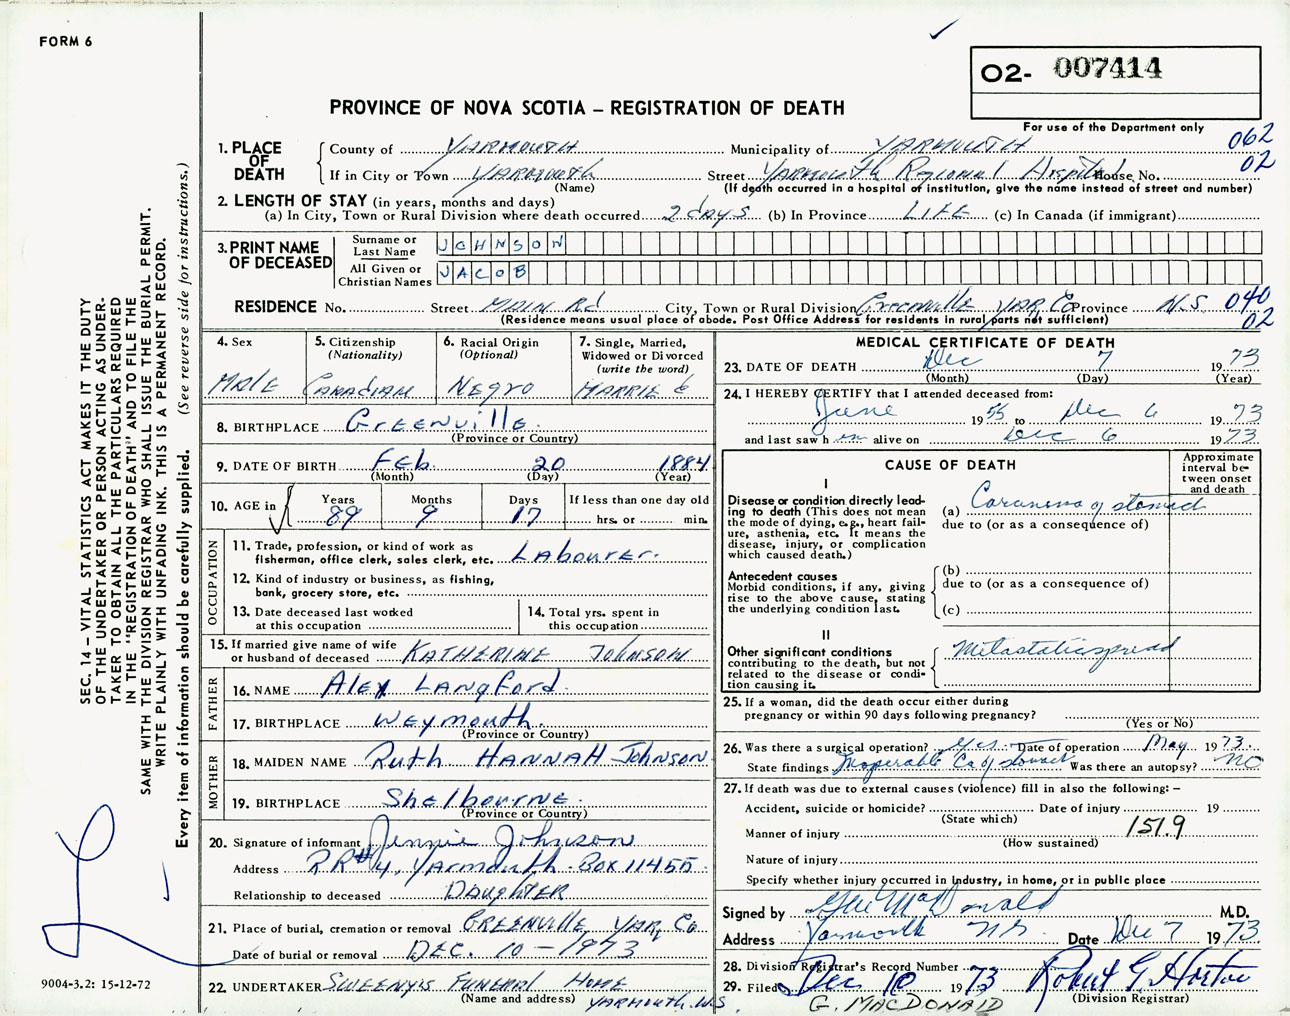 FORM 6
O2- 007414
PROVINCE OF NOVA SCOTIA – REGISTRATION OF DEATH
For use of the Department only
062
02
1. PLACE OF DEATH
County of YARMOUTH Municipality of YARMOUTH
If in City or Town YARMOUTH Street Yarmouth Regional Hospital House No.
(Name) (If death occurred in a hospital or institution, give the name instead of street and number)
2. LENGTH OF STAY (in years, months and days)
(a) In City, Town or Rural Division where death occurred 2 days (b) In Province LIFE (c) In Canada (if immigrant)
3. PRINT NAME OF DECEASED
Surname or Last Name JOHNSON
All Given or Christian Names JACOB
RESIDENCE No. Street MAIN Rd City, Town or Rural Division Greenville YAR. Co Province N.S 040
(Residence means usual place of abode. Post Office Address for residents in rural parts not sufficient) 02
4. Sex MALE
5. Citizenship (Nationality) CANADIAN
6. Racial Origin (Optional) NEGRO
7. Single, Married, Widowed or Divorced (write the word) MARRIED
8. BIRTHPLACE GREENVILLE.
(Province or Country)
9. DATE OF BIRTH FEB. 20 1884
(Month) (Day) (Year)
10. AGE in Years 89 Months 9 Days 17 If less than one day old
hrs. or min.
OCCUPATION
11. Trade, profession, or kind of work as fisherman, office clerk, sales clerk, etc. LABOURER.
12. Kind of industry or business, as fishing, bank, grocery store, etc.
13. Date deceased last worked at this occupation
14. Total yrs. spent in this occupation
15. If married give name of wife or husband of deceased KATHERINE JOHNSON
FATHER
16. NAME ALEX LANGFORD.
17. BIRTHPLACE WEYMOUTH.
(Province or Country)
MOTHER
18. MAIDEN NAME RUTH HANNAH JOHNSON
19. BIRTHPLACE SHELBOURNE.
(Province or Country)
20. Signature of informant Jennie Johnson
Address RR#4, YARMOUTH - BOX 11455.
Relationship to deceased DAUGHTER
21. Place of burial, cremation or removal GREENVILLE YAR. Co
Date of burial or removal DEC. 10 – 1973
22. UNDERTAKER SWEENY'S FUNERAL HOME
(Name and address) YARMOUTH. N.S.
MEDICAL CERTIFICATE OF DEATH
23. DATE OF DEATH Dec 7 1973
(Month) (Day) (Year)
24. I HEREBY CERTIFY that I attended deceased from:
June 1955 to Dec 6 1973
and last saw h im alive on Dec 6 1973
CAUSE OF DEATH
Approximate interval between onset and death
I
Disease or condition directly leading to death (This does not mean the mode of dying, e.g., heart failure, asthenia, etc. It means the disease, injury, or complication which caused death.)
(a) Carcinoma of stomach
due to (or as a consequence of)
Antecedent causes
Morbid conditions, if any, giving rise to the above cause, stating the underlying condition last.
(b)
due to (or as a consequence of)
(c)
II
Other significant conditions contributing to the death, but not related to the disease or condition causing it.
Metastatic spread
25. If a woman, did the death occur either during pregnancy or within 90 days following pregnancy?
(Yes or No)
26. Was there a surgical operation? yes. Date of operation May 1973.
State findings Inoperable Ca of stomach Was there an autopsy? NO
27. If death was due to external causes (violence) fill in also the following: –
Accident, suicide or homicide? Date of injury 19
(State which)
Manner of injury 151.9
(How sustained)
Nature of injury
Specify whether injury occurred in Industry, in home, or in public place
Signed by MacDonald M.D.
Address Yarmouth N.S. Date Dec 7 1973
28. Division Registrar's Record Number
29. Filed Dec 10 1973 Robert G. Horton
(Division Registrar)
G. MACDONALD
SEC. 14 – VITAL STATISTICS ACT MAKES IT THE DUTY
OF THE UNDERTAKER OR PERSON ACTING AS UNDER-
TAKER TO OBTAIN ALL THE PARTICULARS REQUIRED
IN THE "REGISTRATION OF DEATH" AND TO FILE THE
SAME WITH THE DIVISION REGISTRAR WHO SHALL ISSUE THE BURIAL PERMIT.
WRITE PLAINLY WITH UNFADING INK. THIS IS A PERMANENT RECORD.
Every item of information should be carefully supplied. (See reverse side for instructions.)
9004-3.2: 15-12-72